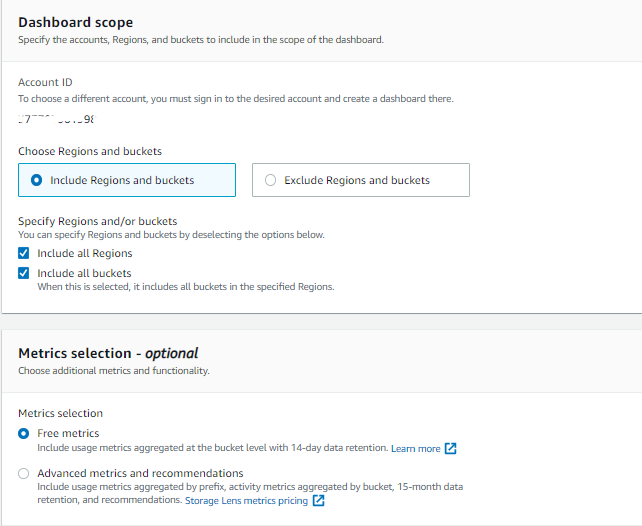 Dashboard scope
Specify the accounts, Regions, and buckets to include in the scope of the dashboard.
Account ID
To choose a different account, you must sign in to the desired account and create a dashboard there.
Choose Regions and buckets
Include Regions and buckets
Exclude Regions and buckets
Specify Regions and/or buckets
You can specify Regions and buckets by deselecting the options below.
Include all Regions
Include all buckets
When this is selected, it includes all buckets in the specified Regions.
Metrics selection - optional
Choose additional metrics and functionality.
Metrics selection
Free metrics
Include usage metrics aggregated at the bucket level with 14-day data retention. Learn more
Advanced metrics and recommendations
Include usage metrics aggregated by prefix, activity metrics aggregated by bucket, 15-month data
retention, and recommendations. Storage Lens metrics pricing